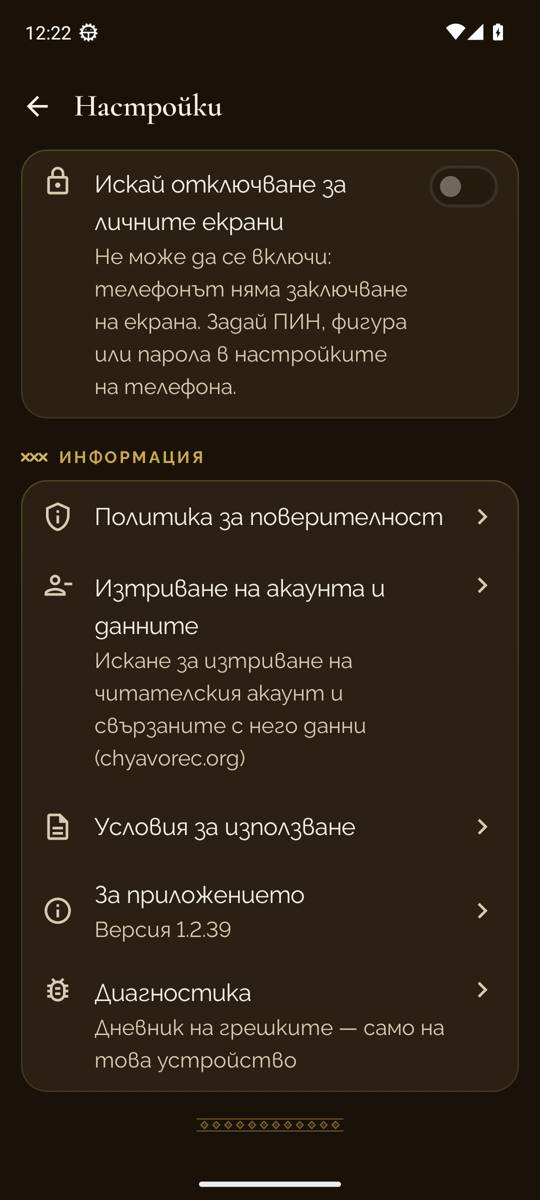 12:22
Настройки
Искай отключване за
личните екрани
Не може да се включи:
телефонът няма заключване
на екрана. Задай ПИН, фигура
или парола в настройките
на телефона.
ИНФОРМАЦИЯ
Политика за поверителност
Изтриване на акаунта и
данните
Искане за изтриване на
читателския акаунт и
свързаните с него данни
(chyavorec.org)
Условия за използване
За приложението
Версия 1.2.39
Диагностика
Дневник на грешките — само на
това устройство